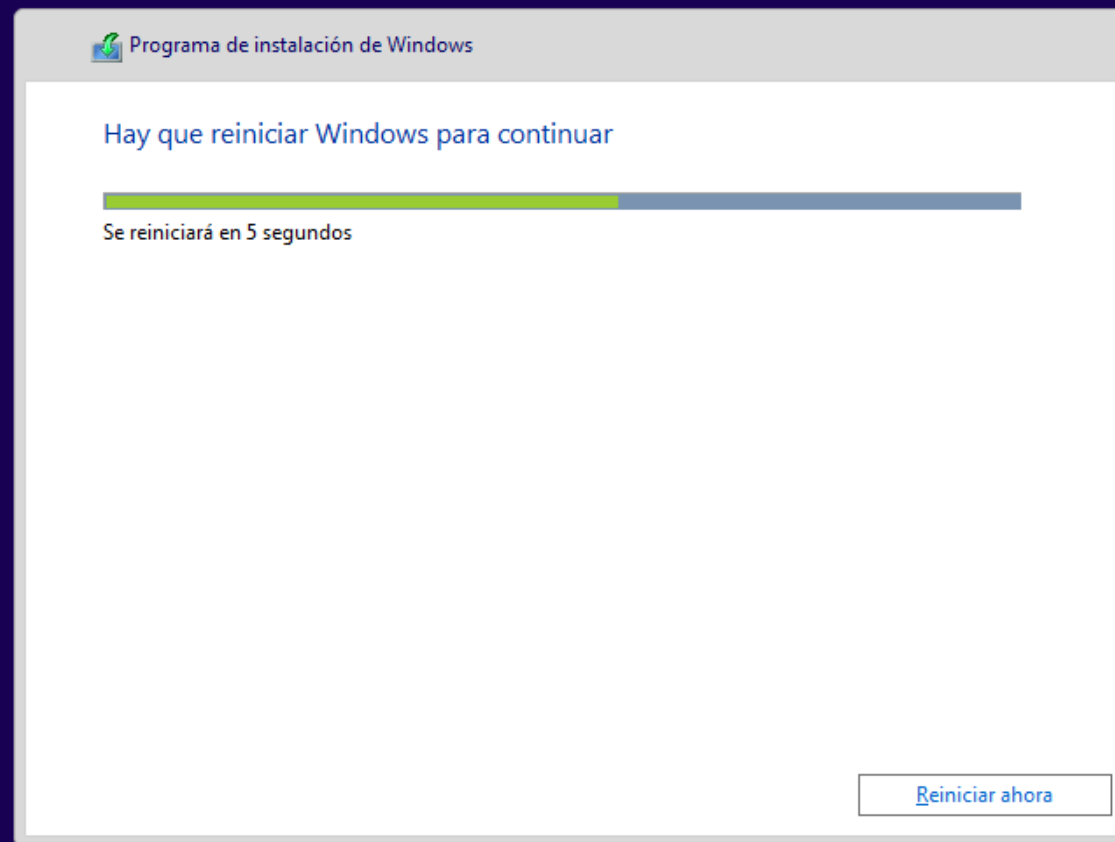 Programa de instalación de Windows
Hay que reiniciar Windows para continuar
Se reiniciará en 5 segundos
Reiniciar ahora